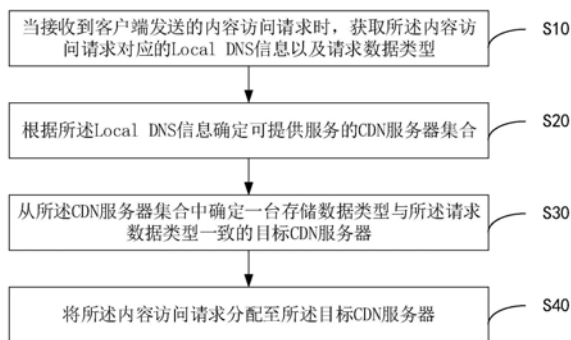 当接收到客户端发送的内容访问请求时，获取所述内容访
问请求对应的Local DNS信息以及请求数据类型
S10
根据所述Local DNS信息确定可提供服务的CDN服务器集合
S20
从所述CDN服务器集合中确定一台存储数据类型与所述请求
数据类型一致的目标CDN服务器
S30
将所述内容访问请求分配至所述目标CDN服务器
S40